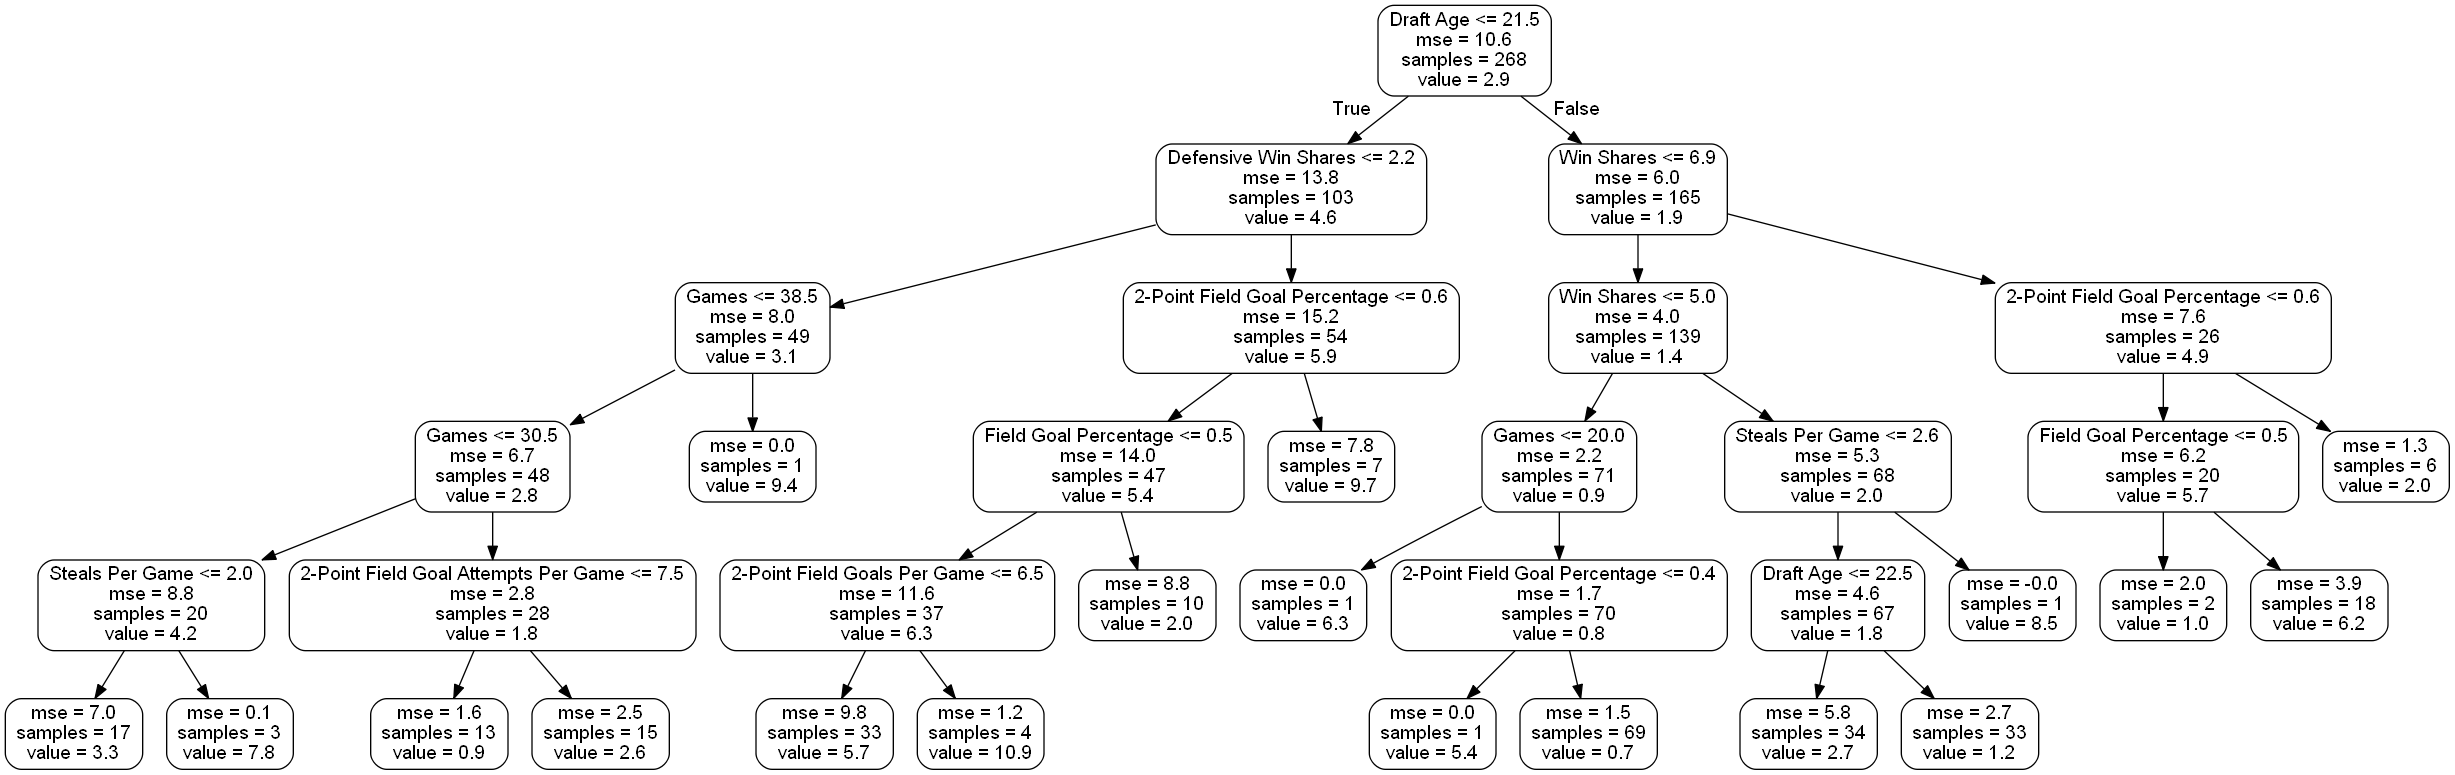 Draft Age <= 21.5
mse = 10.6
samples = 268
value = 2.9
True
False
Defensive Win Shares <= 2.2
mse = 13.8
samples = 103
value = 4.6
Win Shares <= 6.9
mse = 6.0
samples = 165
value = 1.9
Games <= 38.5
mse = 8.0
samples = 49
value = 3.1
2-Point Field Goal Percentage <= 0.6
mse = 15.2
samples = 54
value = 5.9
Win Shares <= 5.0
mse = 4.0
samples = 139
value = 1.4
2-Point Field Goal Percentage <= 0.6
mse = 7.6
samples = 26
value = 4.9
Games <= 30.5
mse = 6.7
samples = 48
value = 2.8
mse = 0.0
samples = 1
value = 9.4
Field Goal Percentage <= 0.5
mse = 14.0
samples = 47
value = 5.4
mse = 7.8
samples = 7
value = 9.7
Games <= 20.0
mse = 2.2
samples = 71
value = 0.9
Steals Per Game <= 2.6
mse = 5.3
samples = 68
value = 2.0
Field Goal Percentage <= 0.5
mse = 6.2
samples = 20
value = 5.7
mse = 1.3
samples = 6
value = 2.0
Steals Per Game <= 2.0
mse = 8.8
samples = 20
value = 4.2
2-Point Field Goal Attempts Per Game <= 7.5
mse = 2.8
samples = 28
value = 1.8
2-Point Field Goals Per Game <= 6.5
mse = 11.6
samples = 37
value = 6.3
mse = 8.8
samples = 10
value = 2.0
mse = 0.0
samples = 1
value = 6.3
2-Point Field Goal Percentage <= 0.4
mse = 1.7
samples = 70
value = 0.8
Draft Age <= 22.5
mse = 4.6
samples = 67
value = 1.8
mse = -0.0
samples = 1
value = 8.5
mse = 2.0
samples = 2
value = 1.0
mse = 3.9
samples = 18
value = 6.2
mse = 7.0
samples = 17
value = 3.3
mse = 0.1
samples = 3
value = 7.8
mse = 1.6
samples = 13
value = 0.9
mse = 2.5
samples = 15
value = 2.6
mse = 9.8
samples = 33
value = 5.7
mse = 1.2
samples = 4
value = 10.9
mse = 0.0
samples = 1
value = 5.4
mse = 1.5
samples = 69
value = 0.7
mse = 5.8
samples = 34
value = 2.7
mse = 2.7
samples = 33
value = 1.2